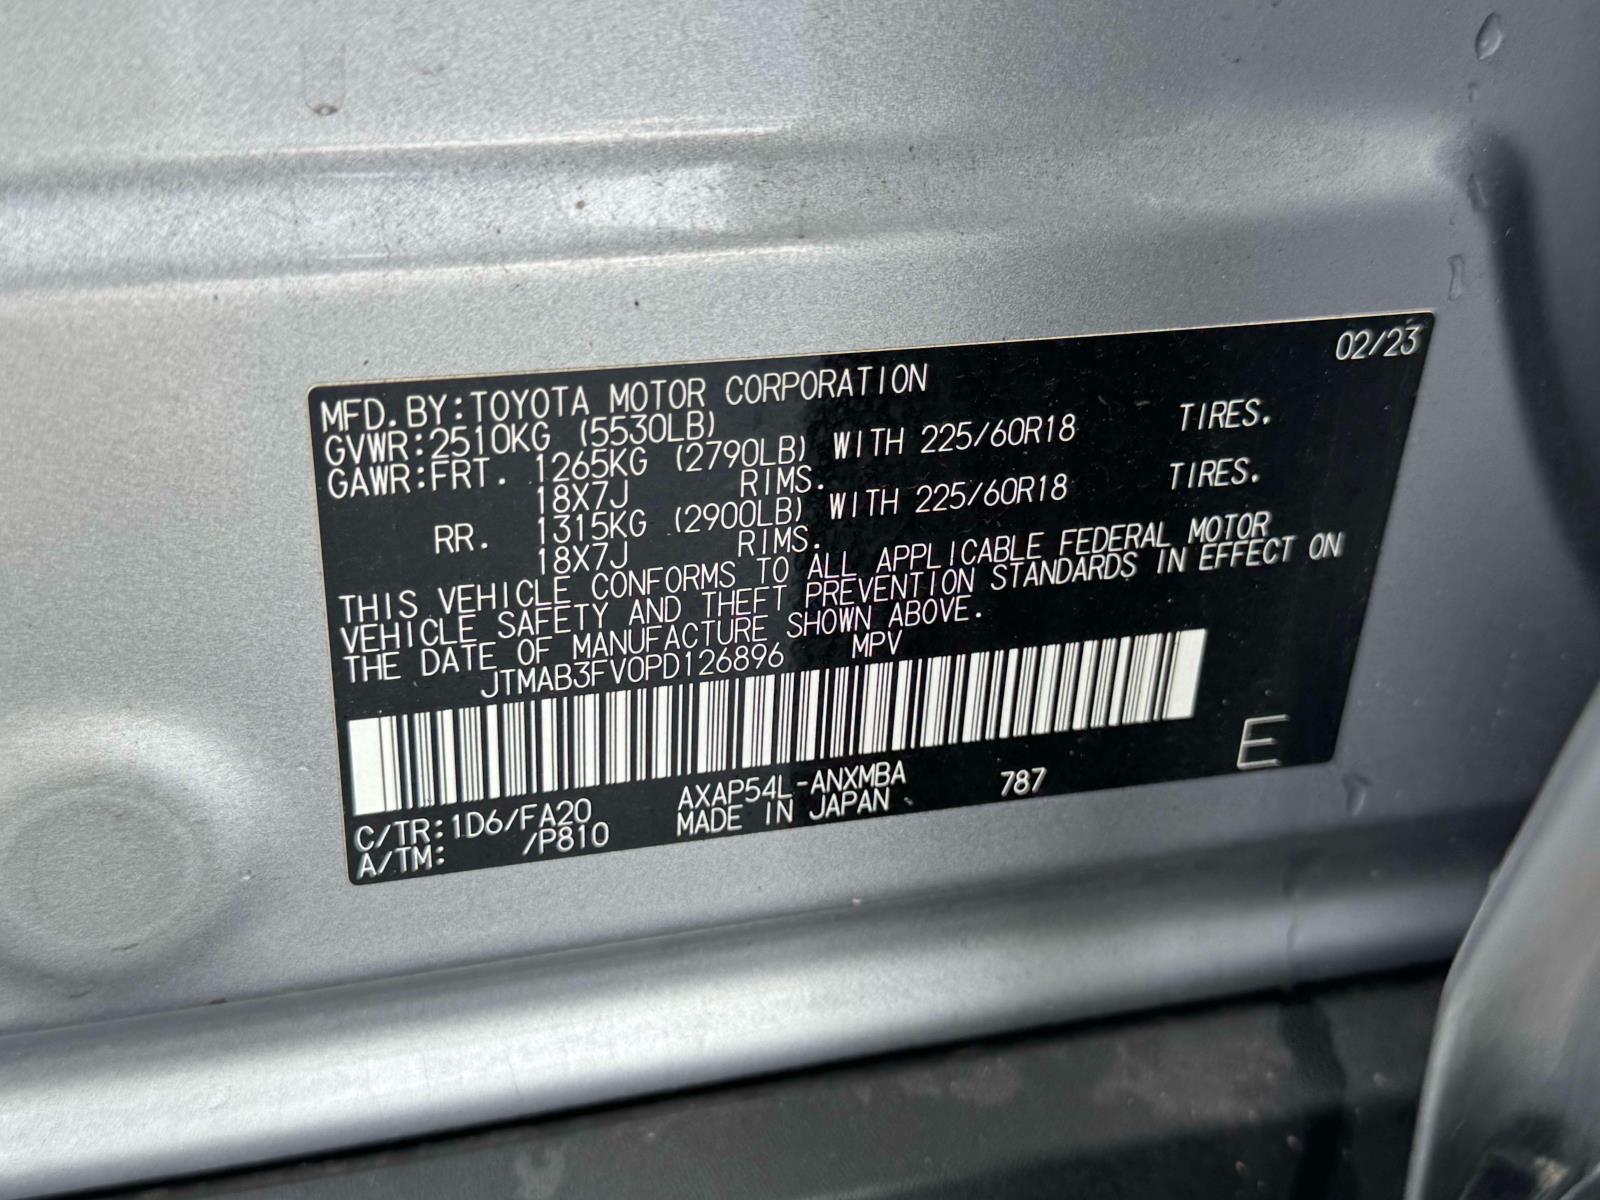 02/23
MFD.BY:TOYOTA MOTOR CORPORATION
GVWR:2510KG (5530LB)
GAWR:FRT. 1265KG (2790LB) WITH 225/60R18 TIRES.
18X7J RIMS.
RR. 1315KG (2900LB) WITH 225/60R18 TIRES.
18X7J RIMS.
THIS VEHICLE CONFORMS TO ALL APPLICABLE FEDERAL MOTOR
VEHICLE SAFETY AND THEFT PREVENTION STANDARDS IN EFFECT ON
THE DATE OF MANUFACTURE SHOWN ABOVE.
JTMAB3FV0PD126896 MPV
E
C/TR:1D6/FA20 AXAP54L-ANXMBA 787
A/TM: /P810 MADE IN JAPAN